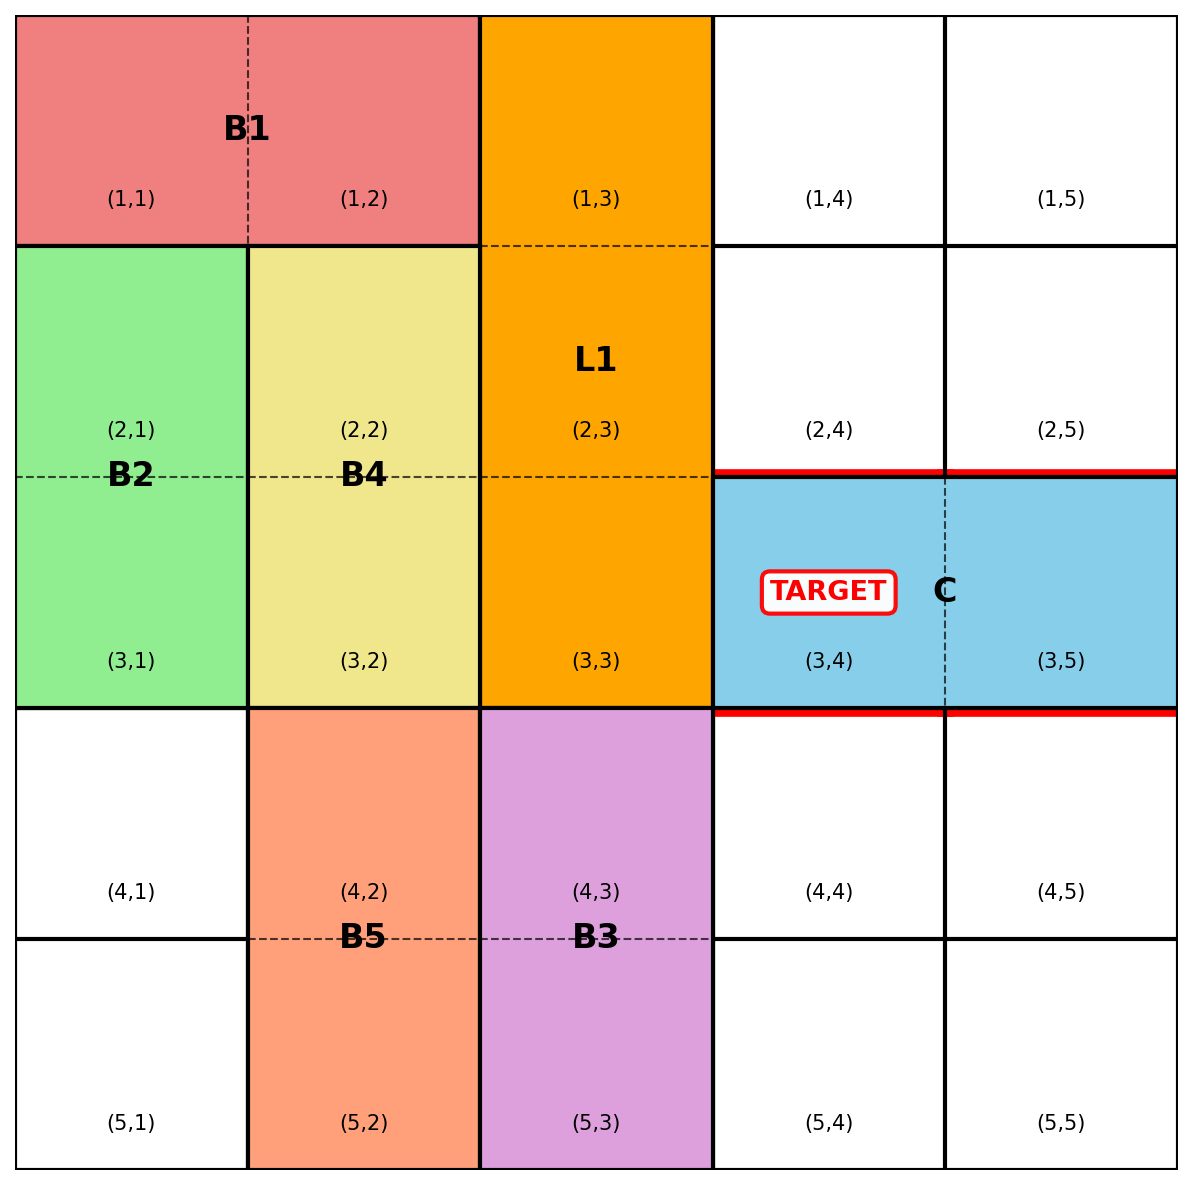 B1
(1,1) (1,2) (1,3) (1,4) (1,5)
L1
(2,1) (2,2) (2,3) (2,4) (2,5)
B2 B4
TARGET C
(3,1) (3,2) (3,3) (3,4) (3,5)
(4,1) (4,2) (4,3) (4,4) (4,5)
B5 B3
(5,1) (5,2) (5,3) (5,4) (5,5)